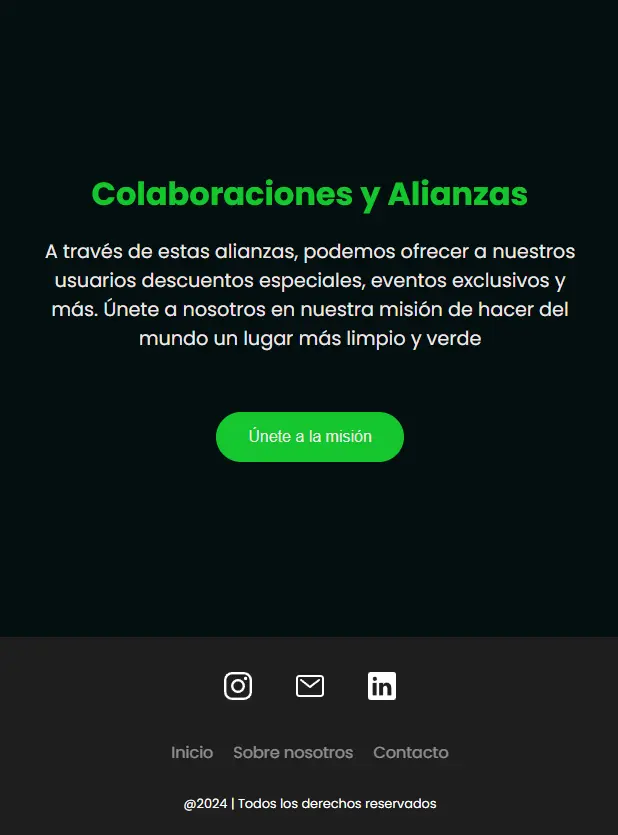 Colaboraciones y Alianzas
A través de estas alianzas, podemos ofrecer a nuestros
usuarios descuentos especiales, eventos exclusivos y
más. Únete a nosotros en nuestra misión de hacer del
mundo un lugar más limpio y verde
Únete a la misión
in
Inicio Sobre nosotros Contacto
@2024 | Todos los derechos reservados